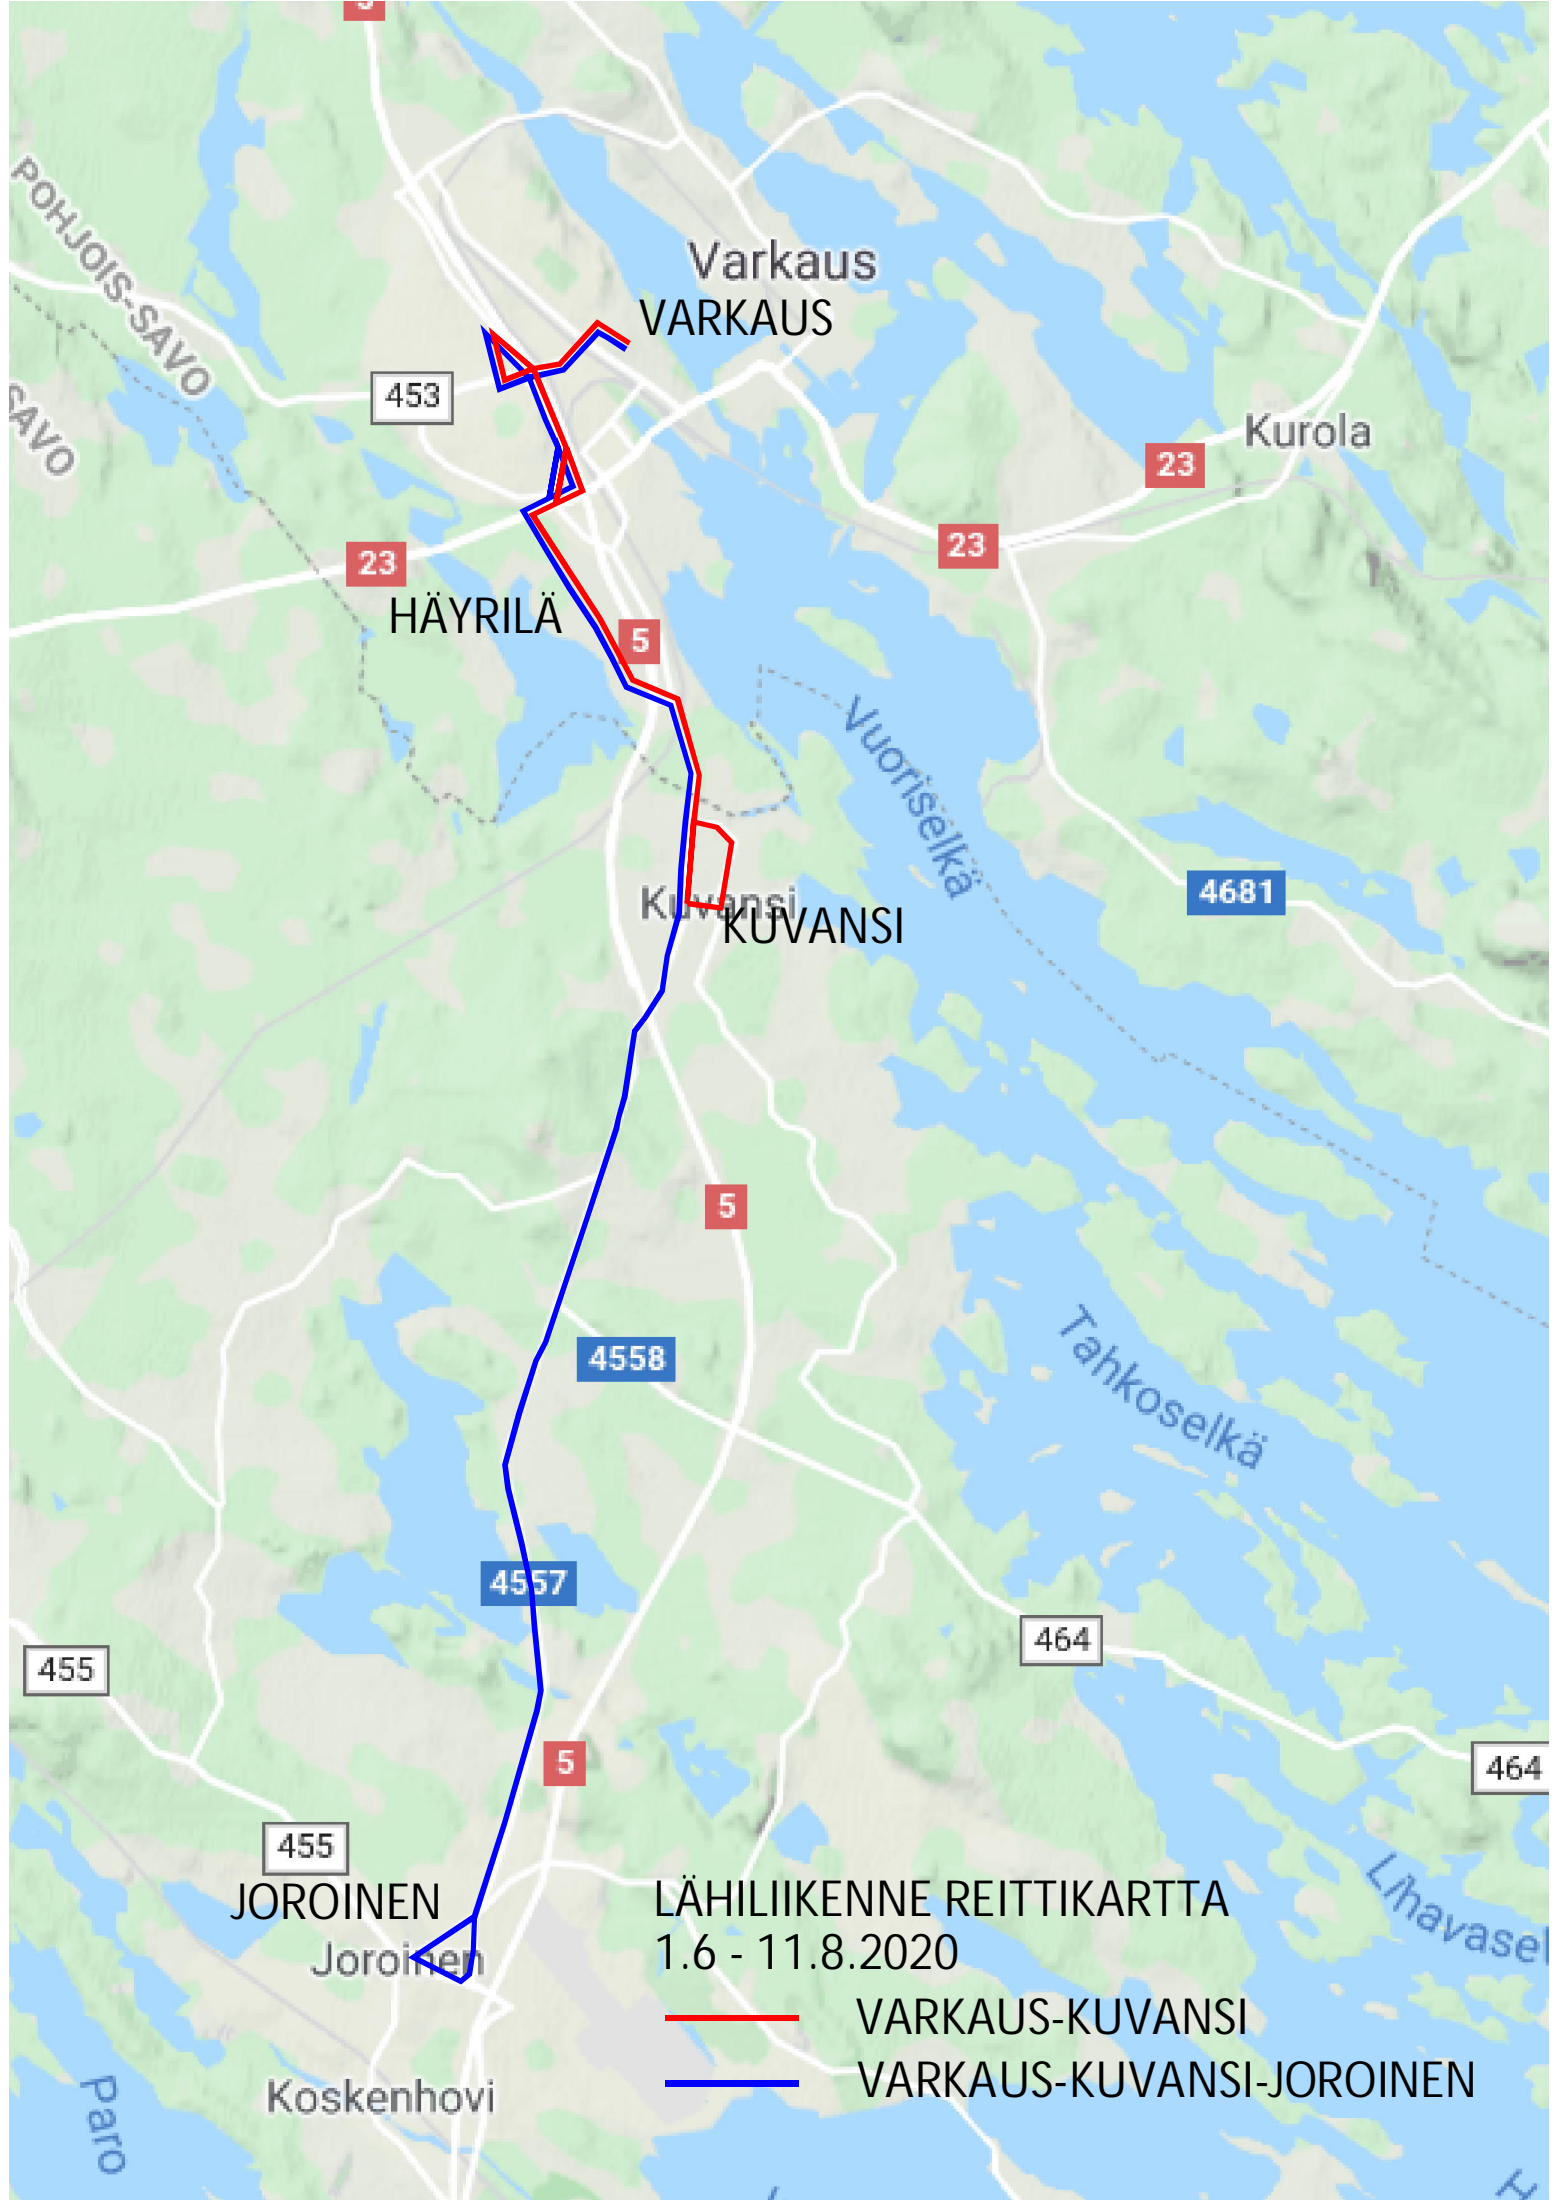 5
POHJOIS-SAVO
SAVO
Varkaus
VARKAUS
453
Kurola
23
23
23
HÄYRILÄ
5
Vuoriselkä
4681
Kuvansi
KUVANSI
5
Tahkoselkä
4558
4557
464
455
5
464
455
JOROINEN
Joroinen
LÄHILIIKENNE REITTIKARTTA
1.6 - 11.8.2020
Lihavasel
VARKAUS-KUVANSI
VARKAUS-KUVANSI-JOROINEN
Koskenhovi
Paro
H